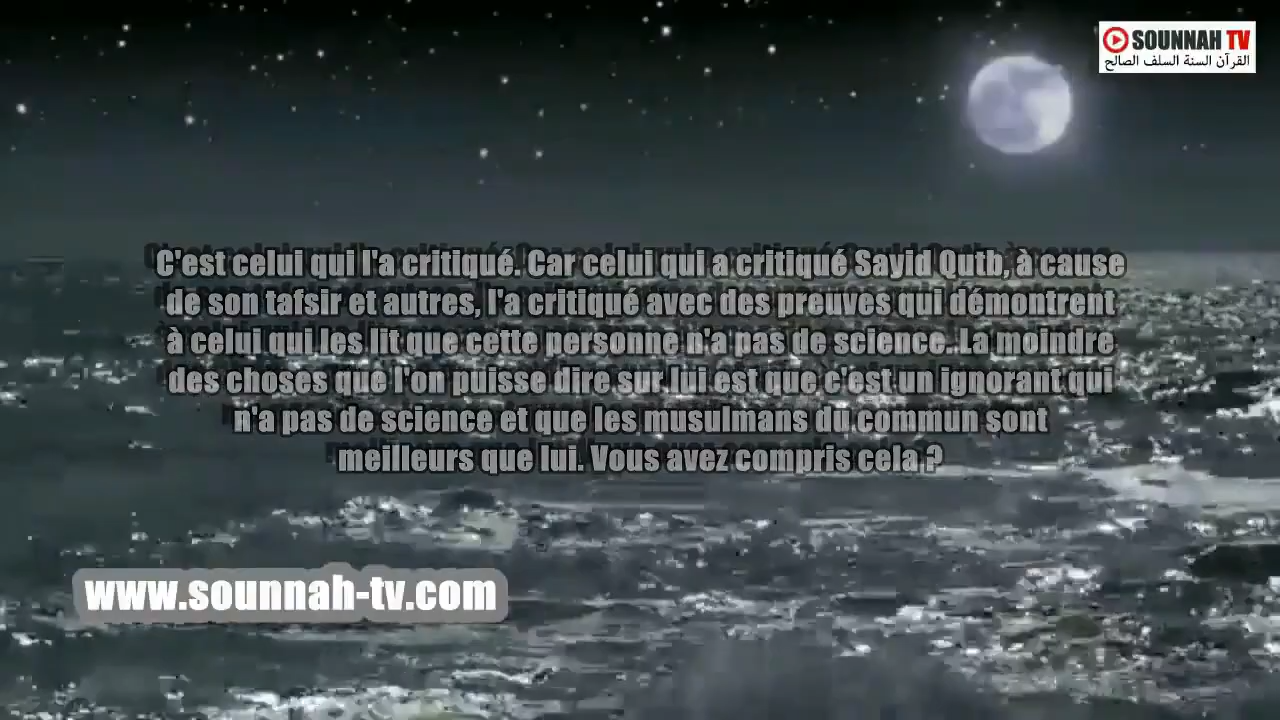 SOUNNAH TV
القرآن السنة السلف الصالح
C'est celui qui l'a critiqué. Car celui qui a critiqué Sayid Qutb, à cause
de son tafsir et autres, l'a critiqué avec des preuves qui démontrent
à celui qui les lit que cette personne n'a pas de science. La moindre
des choses que l'on puisse dire sur lui est que c'est un ignorant qui
n'a pas de science et que les musulmans du commun sont
meilleurs que lui. Vous avez compris cela ?
www.sounnah-tv.com